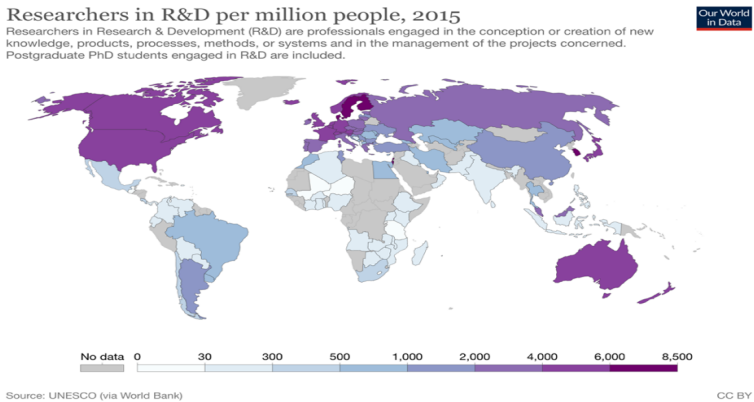 Researchers in R&D per million people, 2015
Our World
in Data
Researchers in Research & Development (R&D) are professionals engaged in the conception or creation of new
knowledge, products, processes, methods, or systems and in the management of the projects concerned.
Postgraduate PhD students engaged in R&D are included.
No data 0 30 300 500 1,000 2,000 4,000 6,000 8,500
Source: UNESCO (via World Bank) CC BY